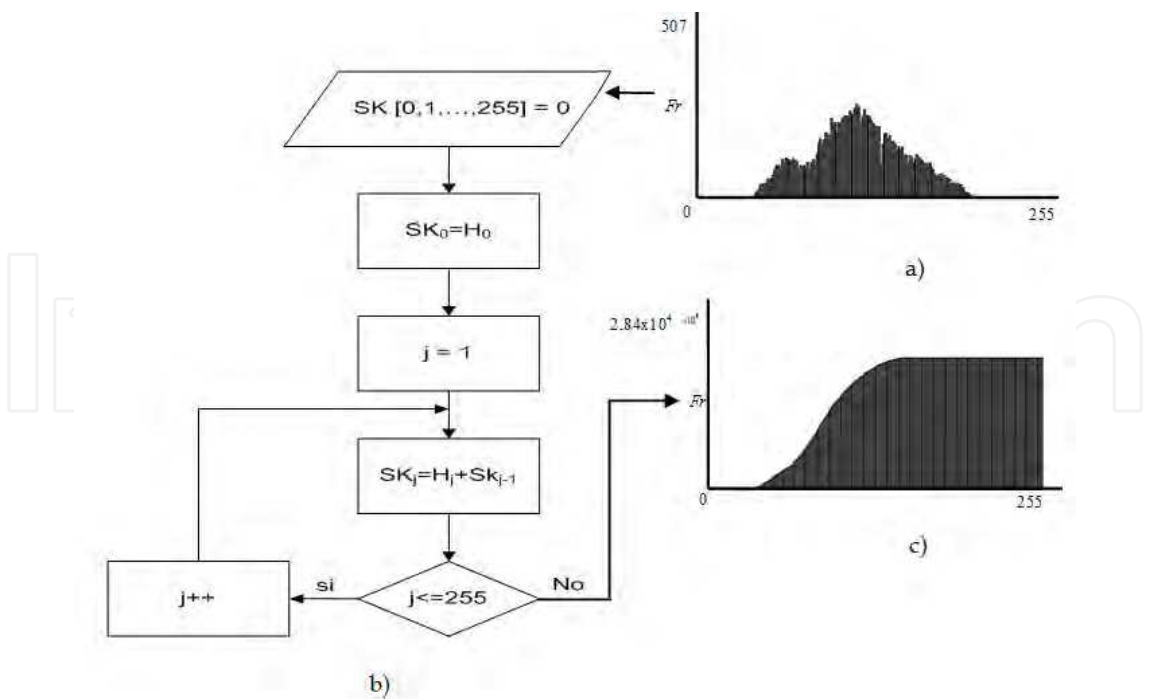 SK [0,1,...,255] = 0
SK₀=H₀
j = 1
SKⱼ=Hⱼ+Skⱼ₋₁
j<=255
si
No
j++
b)
507
Fr
0
255
a)
2.84x10⁴
Fr
0
255
c)